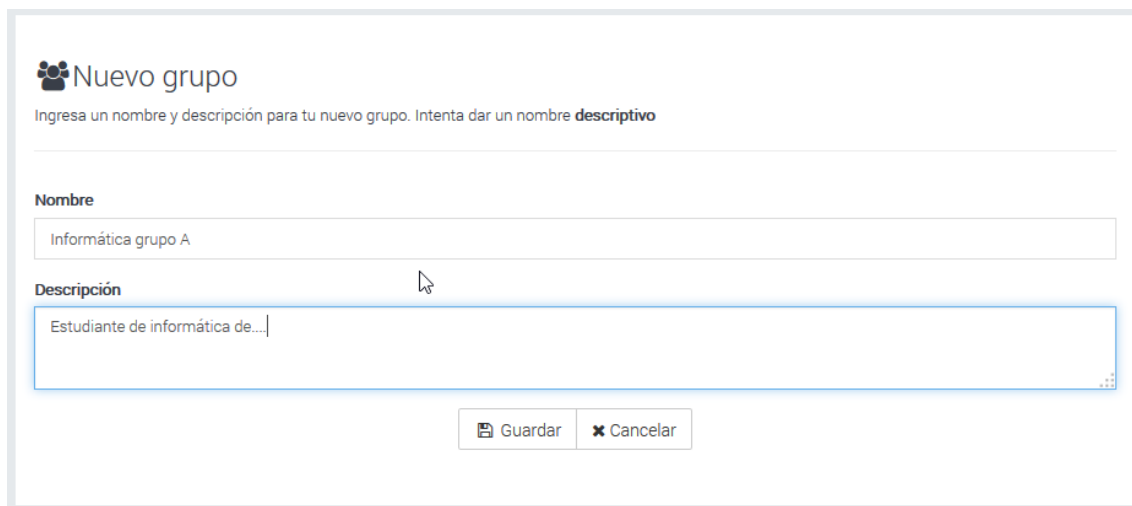 Nuevo grupo
Ingresa un nombre y descripción para tu nuevo grupo. Intenta dar un nombre descriptivo
Nombre
Informática grupo A
Descripción
Estudiante de informática de....
Guardar
Cancelar